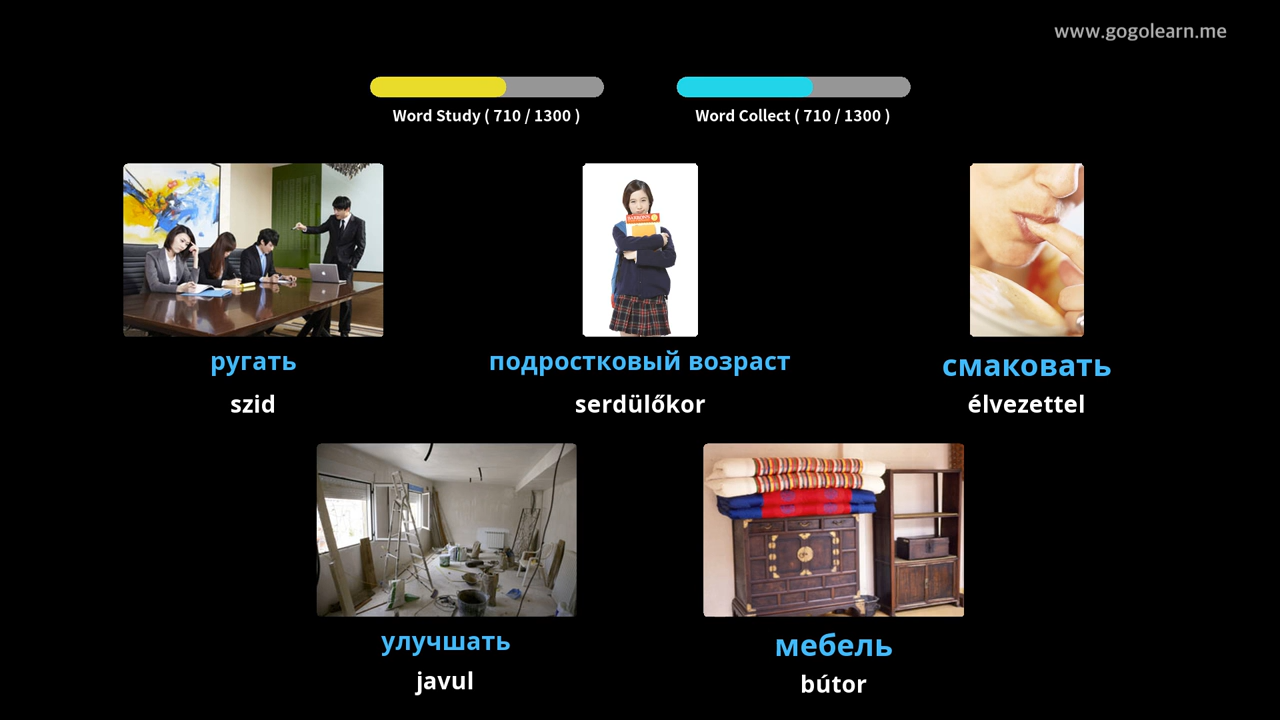 www.gogolearn.me
Word Study ( 710 / 1300 )
Word Collect ( 710 / 1300 )
ругать
szid
подростковый возраст
serdülőkor
смаковать
élvezettel
улучшать
javul
мебель
bútor